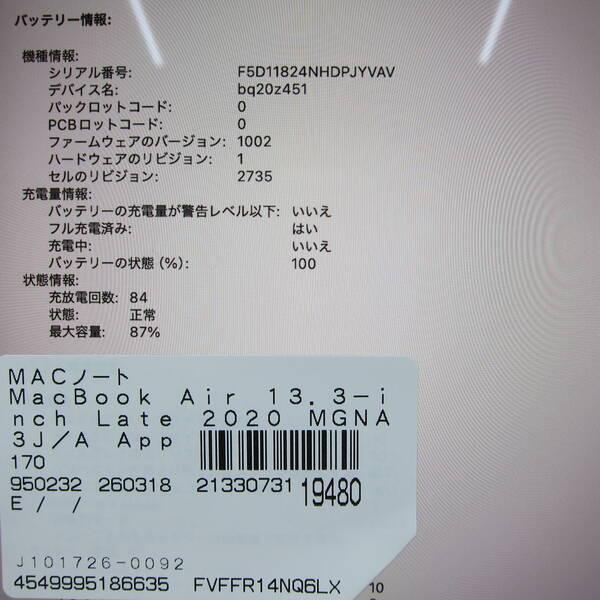 バッテリー情報:
機種情報:
シリアル番号: F5D11824NHDPJYVAV
デバイス名: bq20z451
パックロットコード: 0
PCBロットコード: 0
ファームウェアのバージョン: 1002
ハードウェアのリビジョン: 1
セルのリビジョン: 2735
充電量情報:
バッテリーの充電量が警告レベル以下: いいえ
フル充電済み: はい
充電中: いいえ
バッテリーの状態 (%): 100
状態情報:
充放電回数: 84
状態: 正常
最大容量: 87%
MACノート
MacBook Air 13.3-i
nch Late 2020 MGNA
3J/A App
170
950232 260318 21330731 19480
E / /
J101726-0092
4549995186635 FVFFR14NQ6LX
10